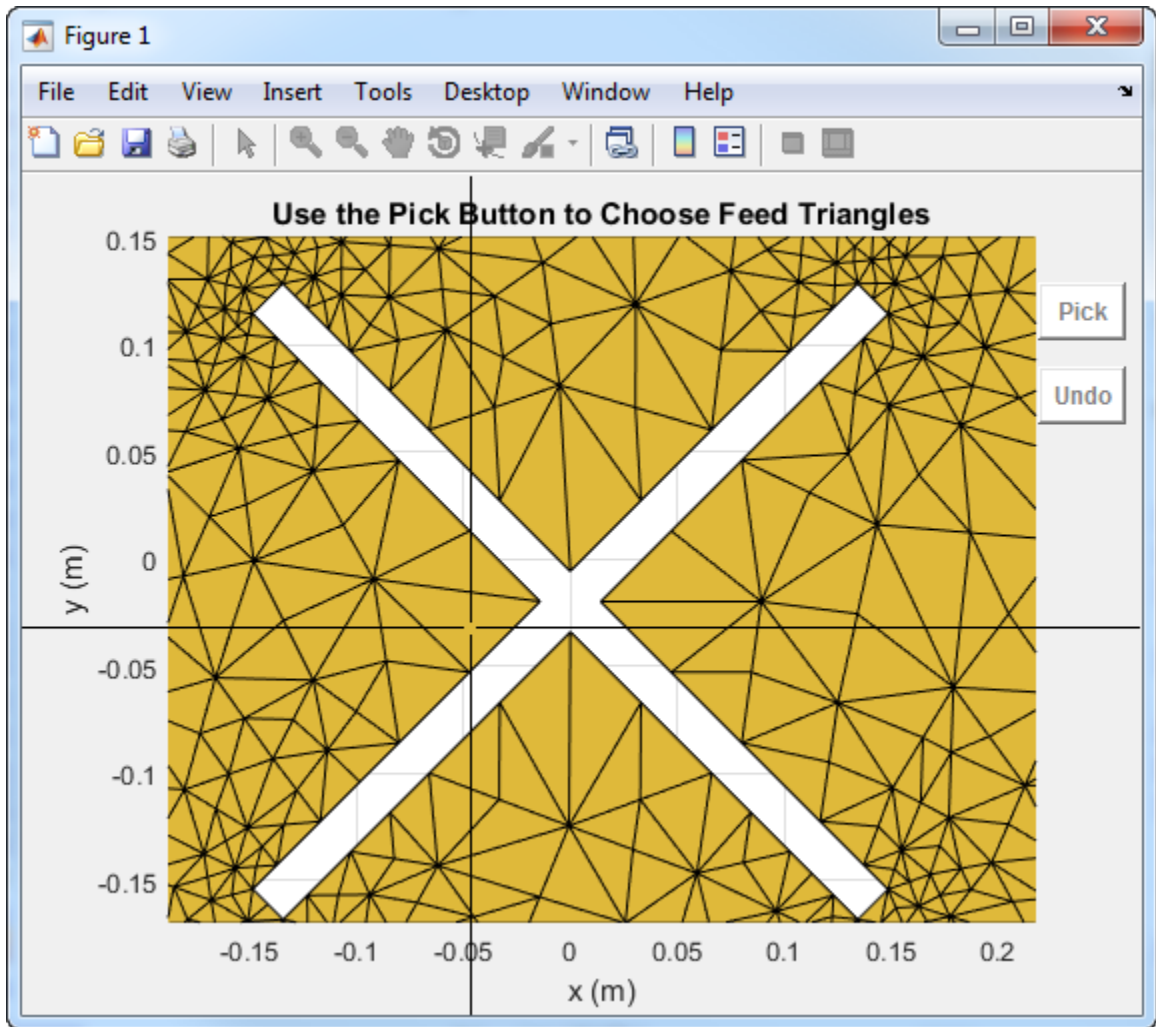 Figure 1
File Edit View Insert Tools Desktop Window Help
Use the Pick Button to Choose Feed Triangles
0.15
0.1
0.05
0
-0.05
-0.1
-0.15
y (m)
Pick
Undo
-0.15 -0.1 -0.05 0 0.05 0.1 0.15 0.2
x (m)